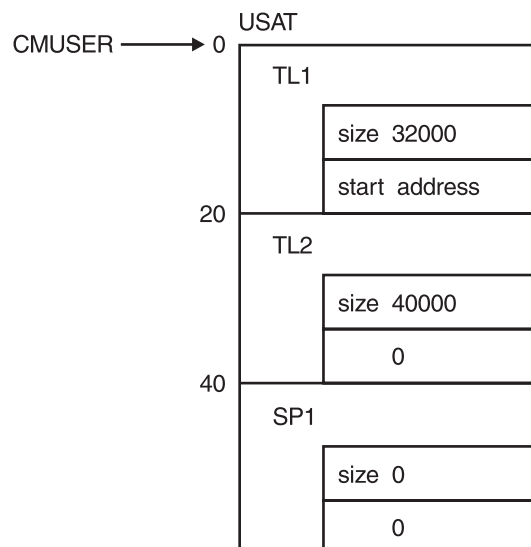 USAT
CMUSER 0
TL1
size 32000
start address
20
TL2
size 40000
0
40
SP1
size 0
0